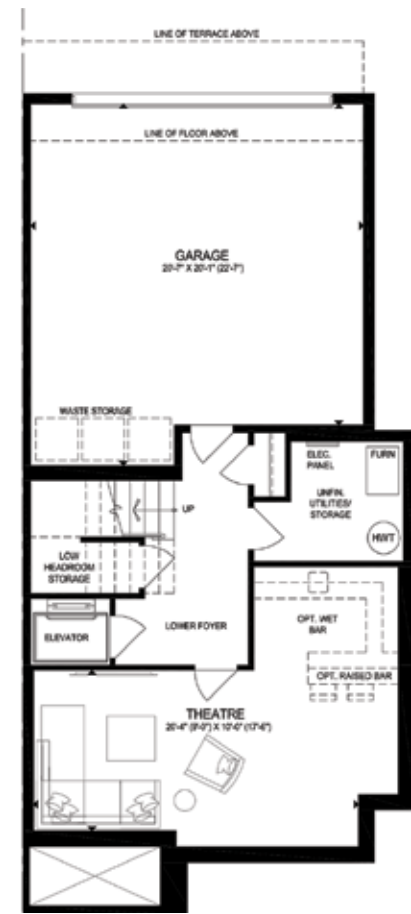 LINE OF TERRACE ABOVE
LINE OF FLOOR ABOVE
GARAGE
20'-7" X 20'-1" (22'-7")
WASTE STORAGE
ELEC.
PANEL
FURN
UNFIN.
UTILITIES/
STORAGE
HWT
UP
LOW
HEADROOM
STORAGE
ELEVATOR
LOWER FOYER
OPT. WET
BAR
OPT. RAISED BAR
THEATRE
20'-4" (9'-0") X 10'-0" (17'-6")